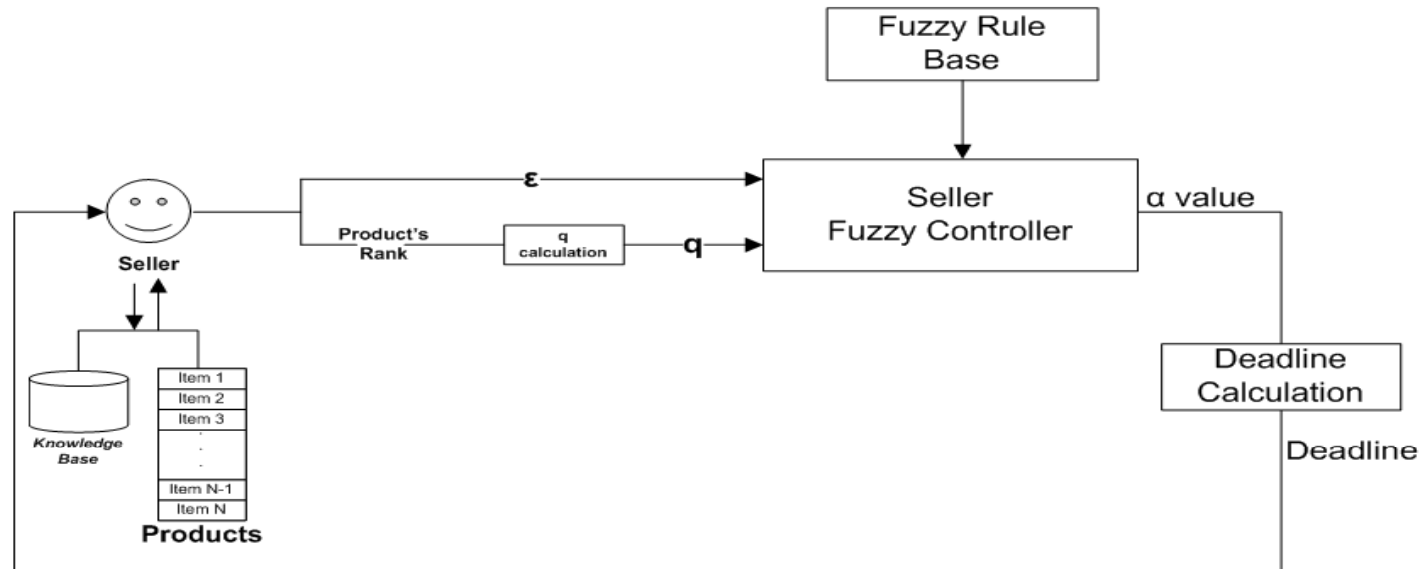 Fuzzy Rule
Base
ε
Seller
Fuzzy Controller
α value
Product's
Rank
q
calculation
q
Seller
Item 1
Item 2
Item 3
.
.
.
Item N-1
Item N
Products
Knowledge
Base
Deadline
Calculation
Deadline